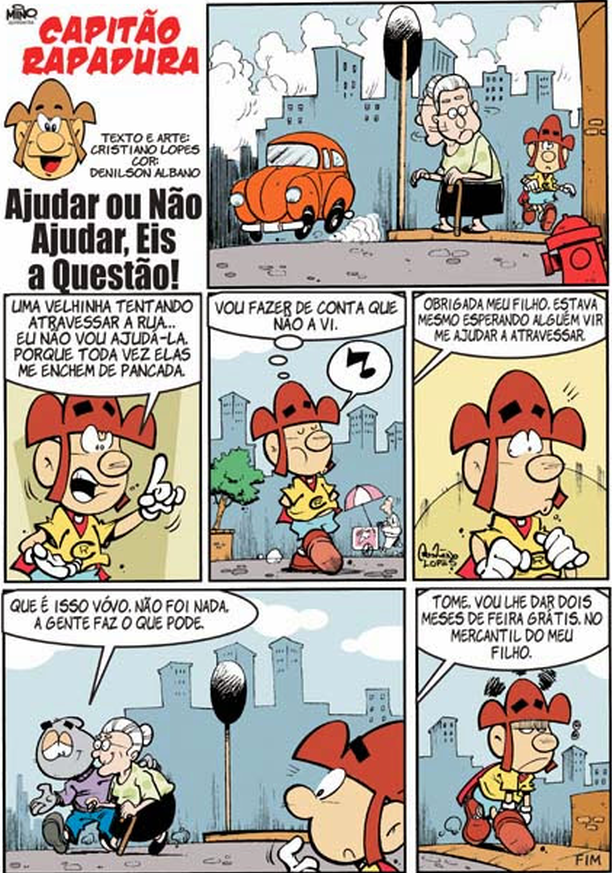 MINO
apresenta
CAPITÃO
RAPADURA
TEXTO E ARTE:
CRISTIANO LOPES
COR:
DENILSON ALBANO
Ajudar ou Não
Ajudar, Eis
a Questão!
UMA VELHINHA TENTANDO
ATRAVESSAR A RUA...
EU NÃO VOU AJUDÁ-LA.
PORQUE TODA VEZ ELAS
ME ENCHEM DE PANCADA.
VOU FAZER DE CONTA QUE
NÃO A VI.
OBRIGADA MEU FILHO. ESTAVA
MESMO ESPERANDO ALGUÉM VIR
ME AJUDAR A ATRAVESSAR.
CRISTIANO
LOPES
QUE É ISSO VÓVO. NÃO FOI NADA.
A GENTE FAZ O QUE PODE.
TOME. VOU LHE DAR DOIS
MESES DE FEIRA GRÁTIS. NO
MERCANTIL DO MEU
FILHO.
FIM